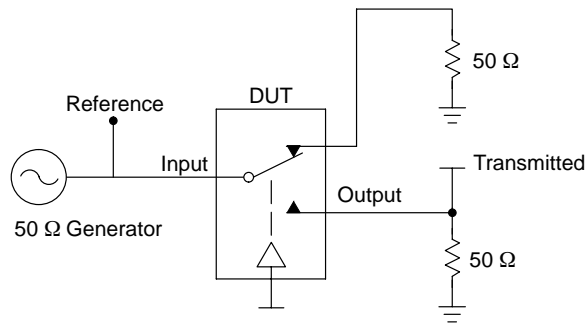 50 Ω
DUT
Reference
Transmitted
Input
Output
50 Ω Generator
50 Ω